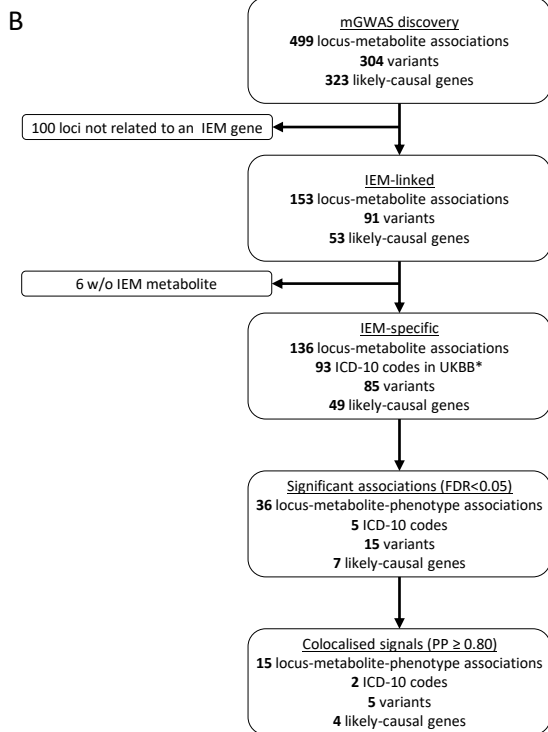 B
mGWAS discovery
499 locus-metabolite associations
304 variants
323 likely-causal genes
100 loci not related to an IEM gene
IEM-linked
153 locus-metabolite associations
91 variants
53 likely-causal genes
6 w/o IEM metabolite
IEM-specific
136 locus-metabolite associations
93 ICD-10 codes in UKBB*
85 variants
49 likely-causal genes
Significant associations (FDR<0.05)
36 locus-metabolite-phenotype associations
5 ICD-10 codes
15 variants
7 likely-causal genes
Colocalised signals (PP ≥ 0.80)
15 locus-metabolite-phenotype associations
2 ICD-10 codes
5 variants
4 likely-causal genes